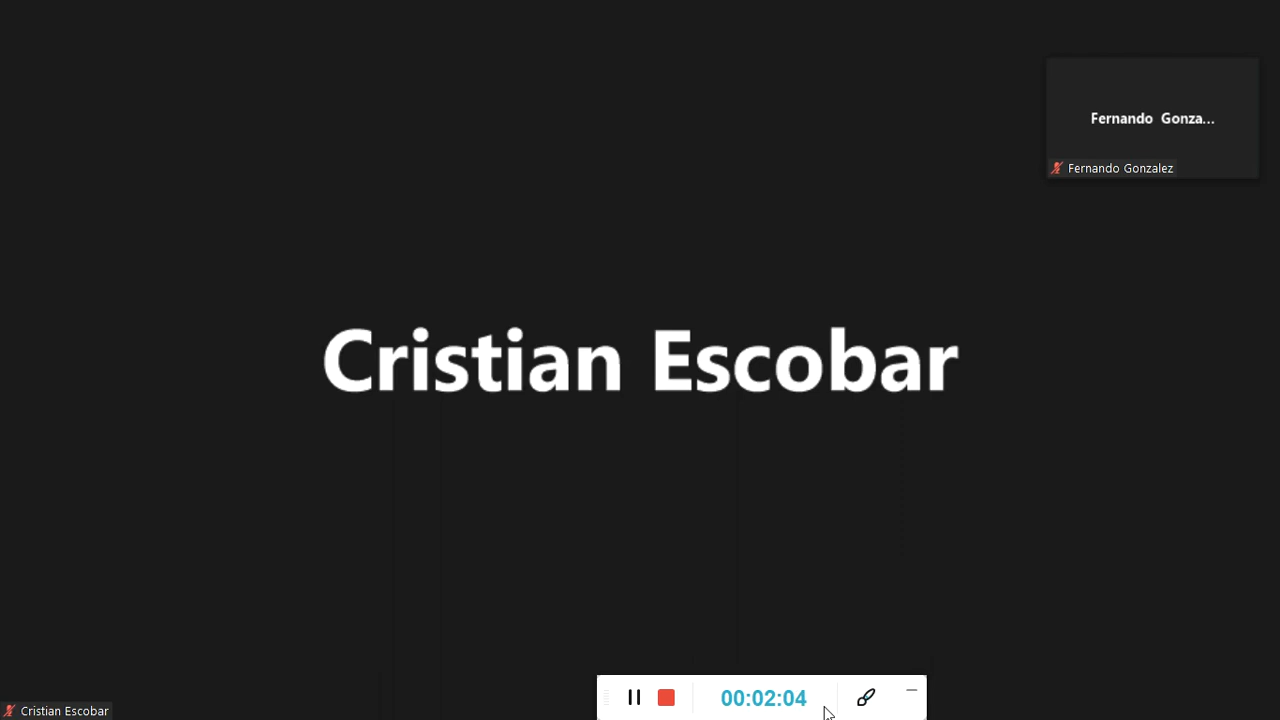 Fernando Gonza...
Fernando Gonzalez
Cristian Escobar
00:02:04
Cristian Escobar